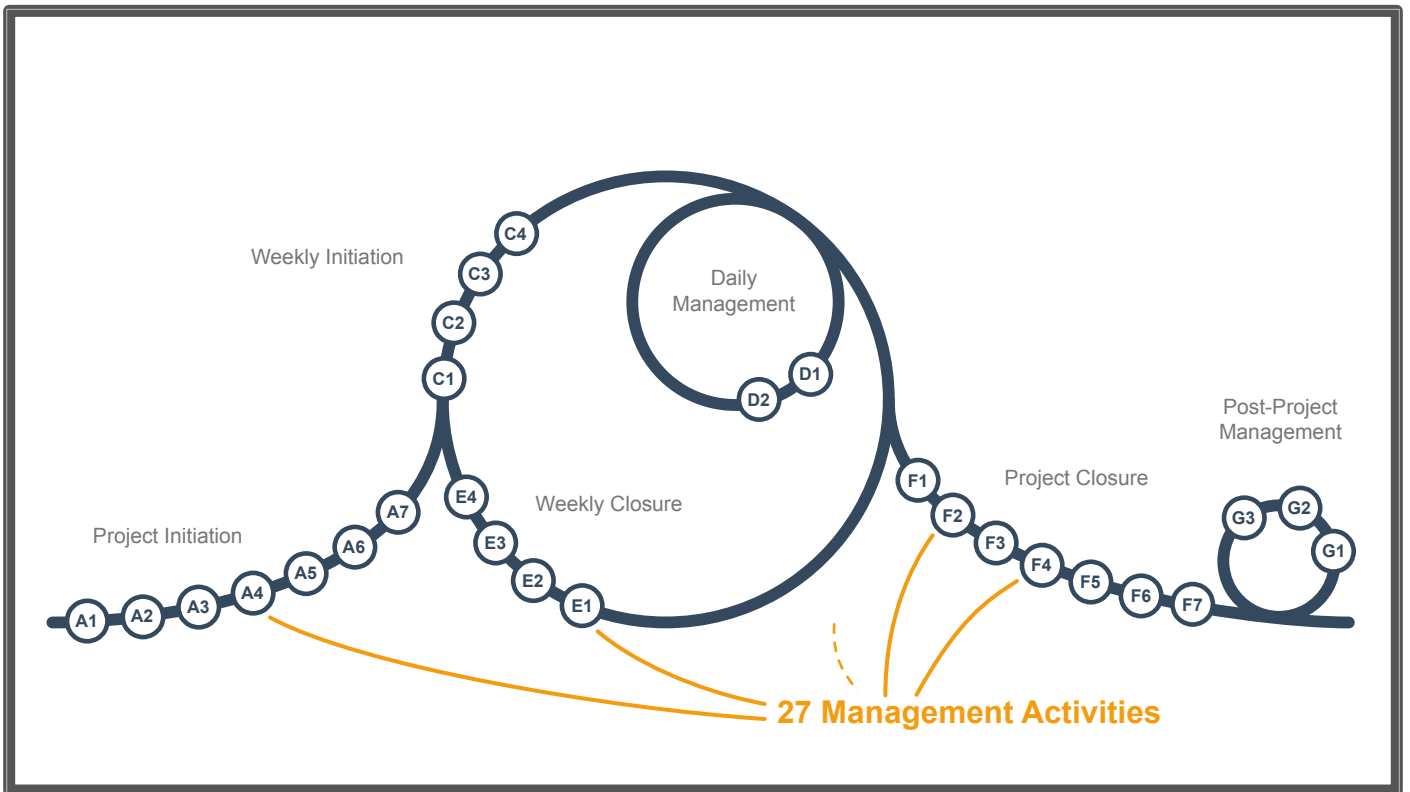 C4
Weekly Initiation
C3
Daily
Management
C2
C1
D1
D2
Post-Project
Management
F1
Project Closure
E4
Weekly Closure
A7
G3
G2
F2
Project Initiation
A6
E3
F3
G1
A5
E2
F4
F5
A4
F6
A3
E1
F7
A2
A1
27 Management Activities